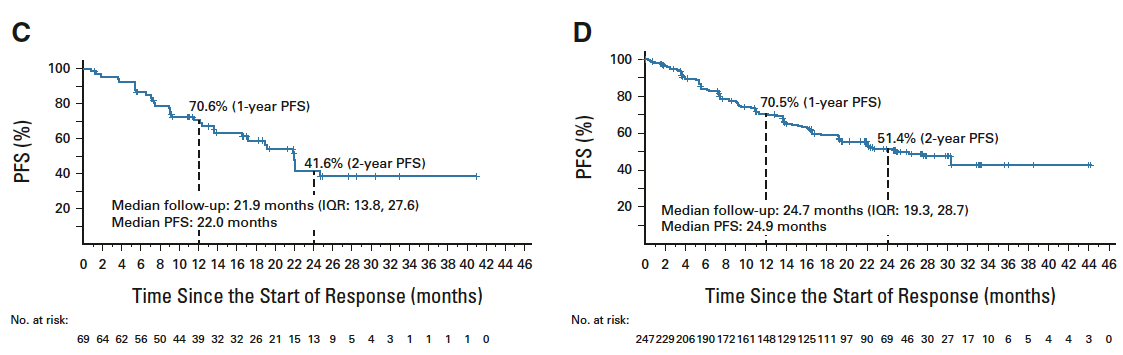 C
100
80
60
40
20
PFS (%)
70.6% (1-year PFS)
41.6% (2-year PFS)
Median follow-up: 21.9 months (IQR: 13.8, 27.6)
Median PFS: 22.0 months
0 2 4 6 8 10 12 14 16 18 20 22 24 26 28 30 32 34 36 38 40 42 44 46
Time Since the Start of Response (months)
No. at risk:
69 64 62 56 50 44 39 32 32 26 21 15 13 9 5 4 3 1 1 1 1 0
D
100
80
60
40
20
PFS (%)
70.5% (1-year PFS)
51.4% (2-year PFS)
Median follow-up: 24.7 months (IQR: 19.3, 28.7)
Median PFS: 24.9 months
0 2 4 6 8 10 12 14 16 18 20 22 24 26 28 30 32 34 36 38 40 42 44 46
Time Since the Start of Response (months)
No. at risk:
247 229 206 190 172 161 148 129 125 111 97 90 69 46 30 27 17 10 6 5 4 4 3 0